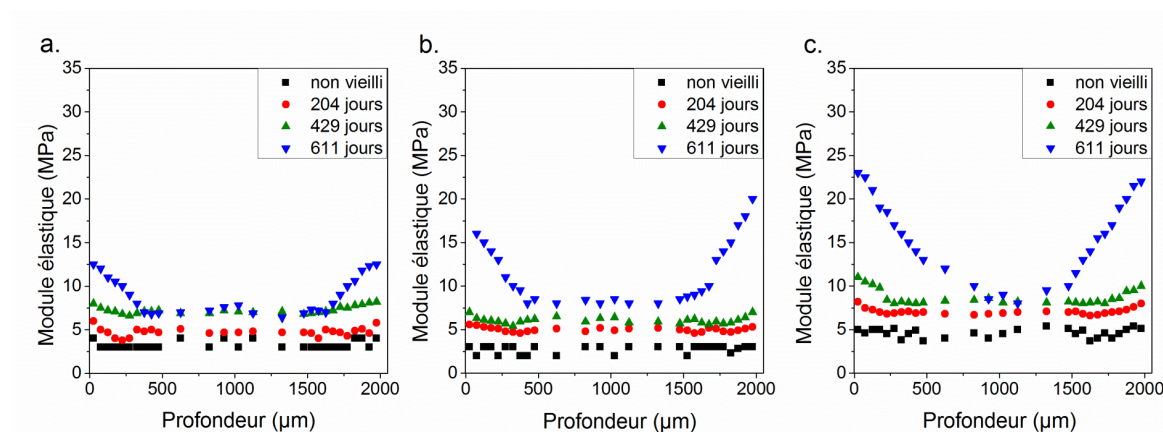 a.
35
30
25
20
15
10
5
0
Module élastique (MPa)
non vieilli
204 jours
429 jours
611 jours
0 500 1000 1500 2000
Profondeur (µm)
b.
35
30
25
20
15
10
5
0
Module élastique (MPa)
non vieilli
204 jours
429 jours
611 jours
0 500 1000 1500 2000
Profondeur (µm)
c.
35
30
25
20
15
10
5
0
Module élastique (MPa)
non vieilli
204 jours
429 jours
611 jours
0 500 1000 1500 2000
Profondeur (µm)